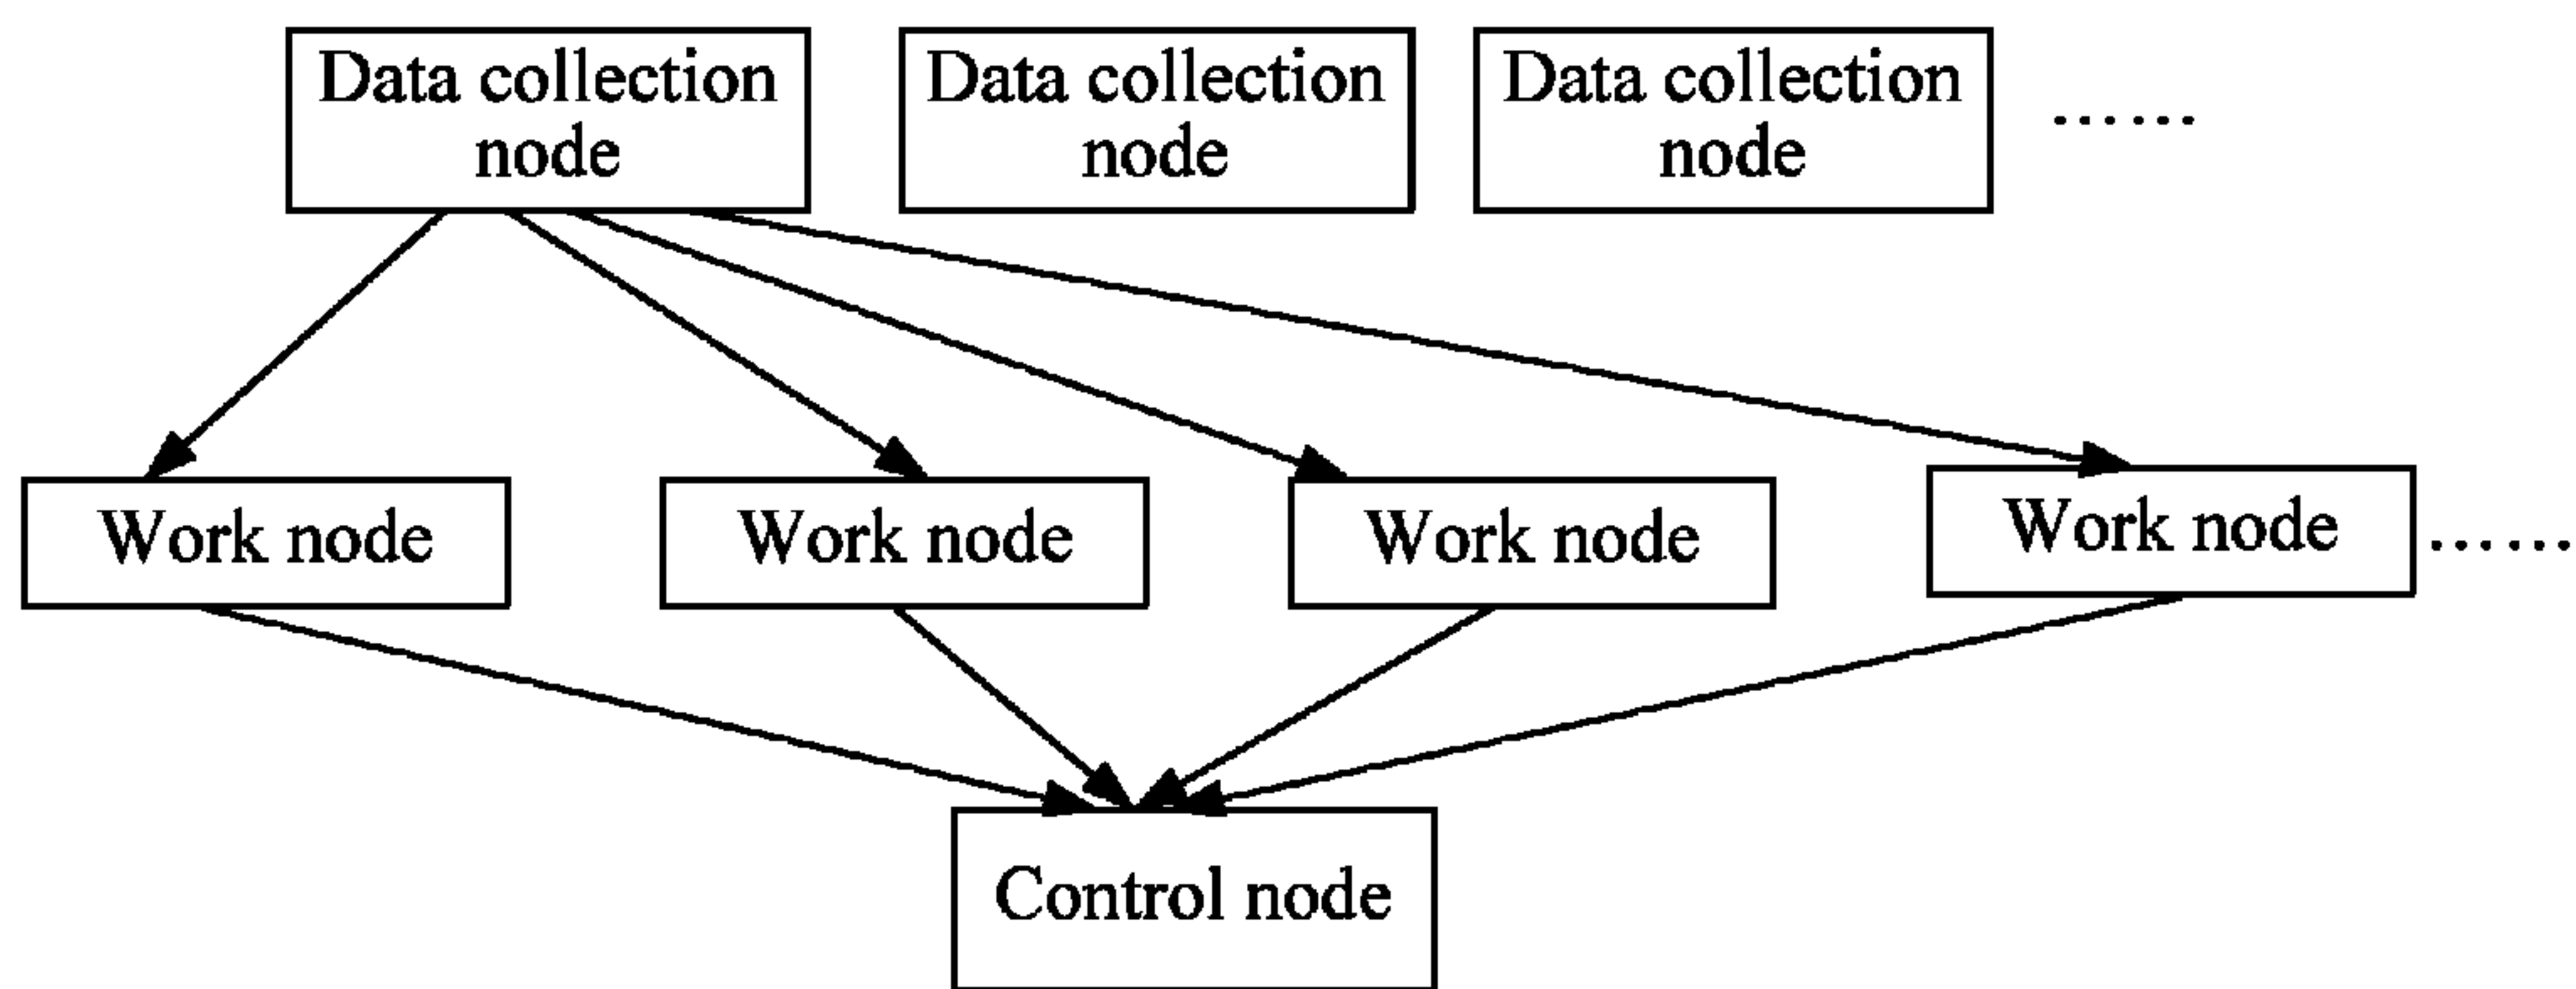 Data collection
node
Data collection
node
Data collection
node
......
Work node
Work node
Work node
Work node
......
Control node